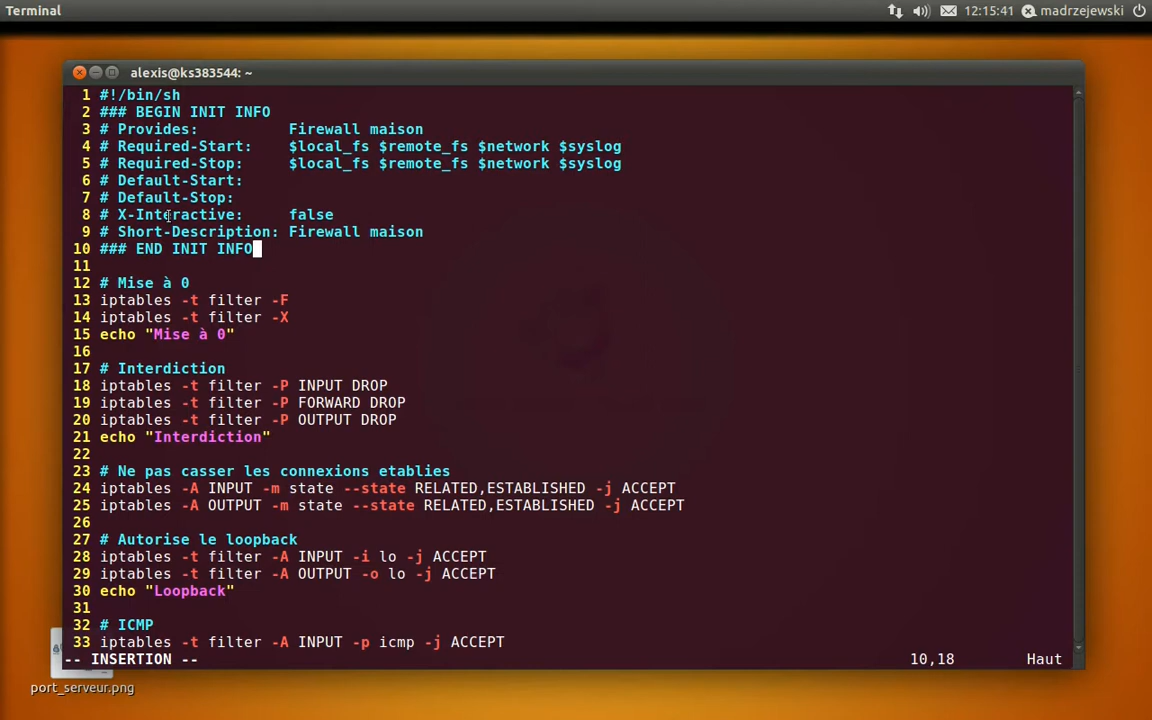 Terminal
12:15:41 madrzejewski
alexis@ks383544: ~
1 #!/bin/sh
2 ### BEGIN INIT INFO
3 # Provides: Firewall maison
4 # Required-Start: $local_fs $remote_fs $network $syslog
5 # Required-Stop: $local_fs $remote_fs $network $syslog
6 # Default-Start:
7 # Default-Stop:
8 # X-Interactive: false
9 # Short-Description: Firewall maison
10 ### END INIT INFO
11
12 # Mise à 0
13 iptables -t filter -F
14 iptables -t filter -X
15 echo "Mise à 0"
16
17 # Interdiction
18 iptables -t filter -P INPUT DROP
19 iptables -t filter -P FORWARD DROP
20 iptables -t filter -P OUTPUT DROP
21 echo "Interdiction"
22
23 # Ne pas casser les connexions etablies
24 iptables -A INPUT -m state --state RELATED,ESTABLISHED -j ACCEPT
25 iptables -A OUTPUT -m state --state RELATED,ESTABLISHED -j ACCEPT
26
27 # Autorise le loopback
28 iptables -t filter -A INPUT -i lo -j ACCEPT
29 iptables -t filter -A OUTPUT -o lo -j ACCEPT
30 echo "Loopback"
31
32 # ICMP
33 iptables -t filter -A INPUT -p icmp -j ACCEPT
-- INSERTION -- 10,18 Haut
port_serveur.png